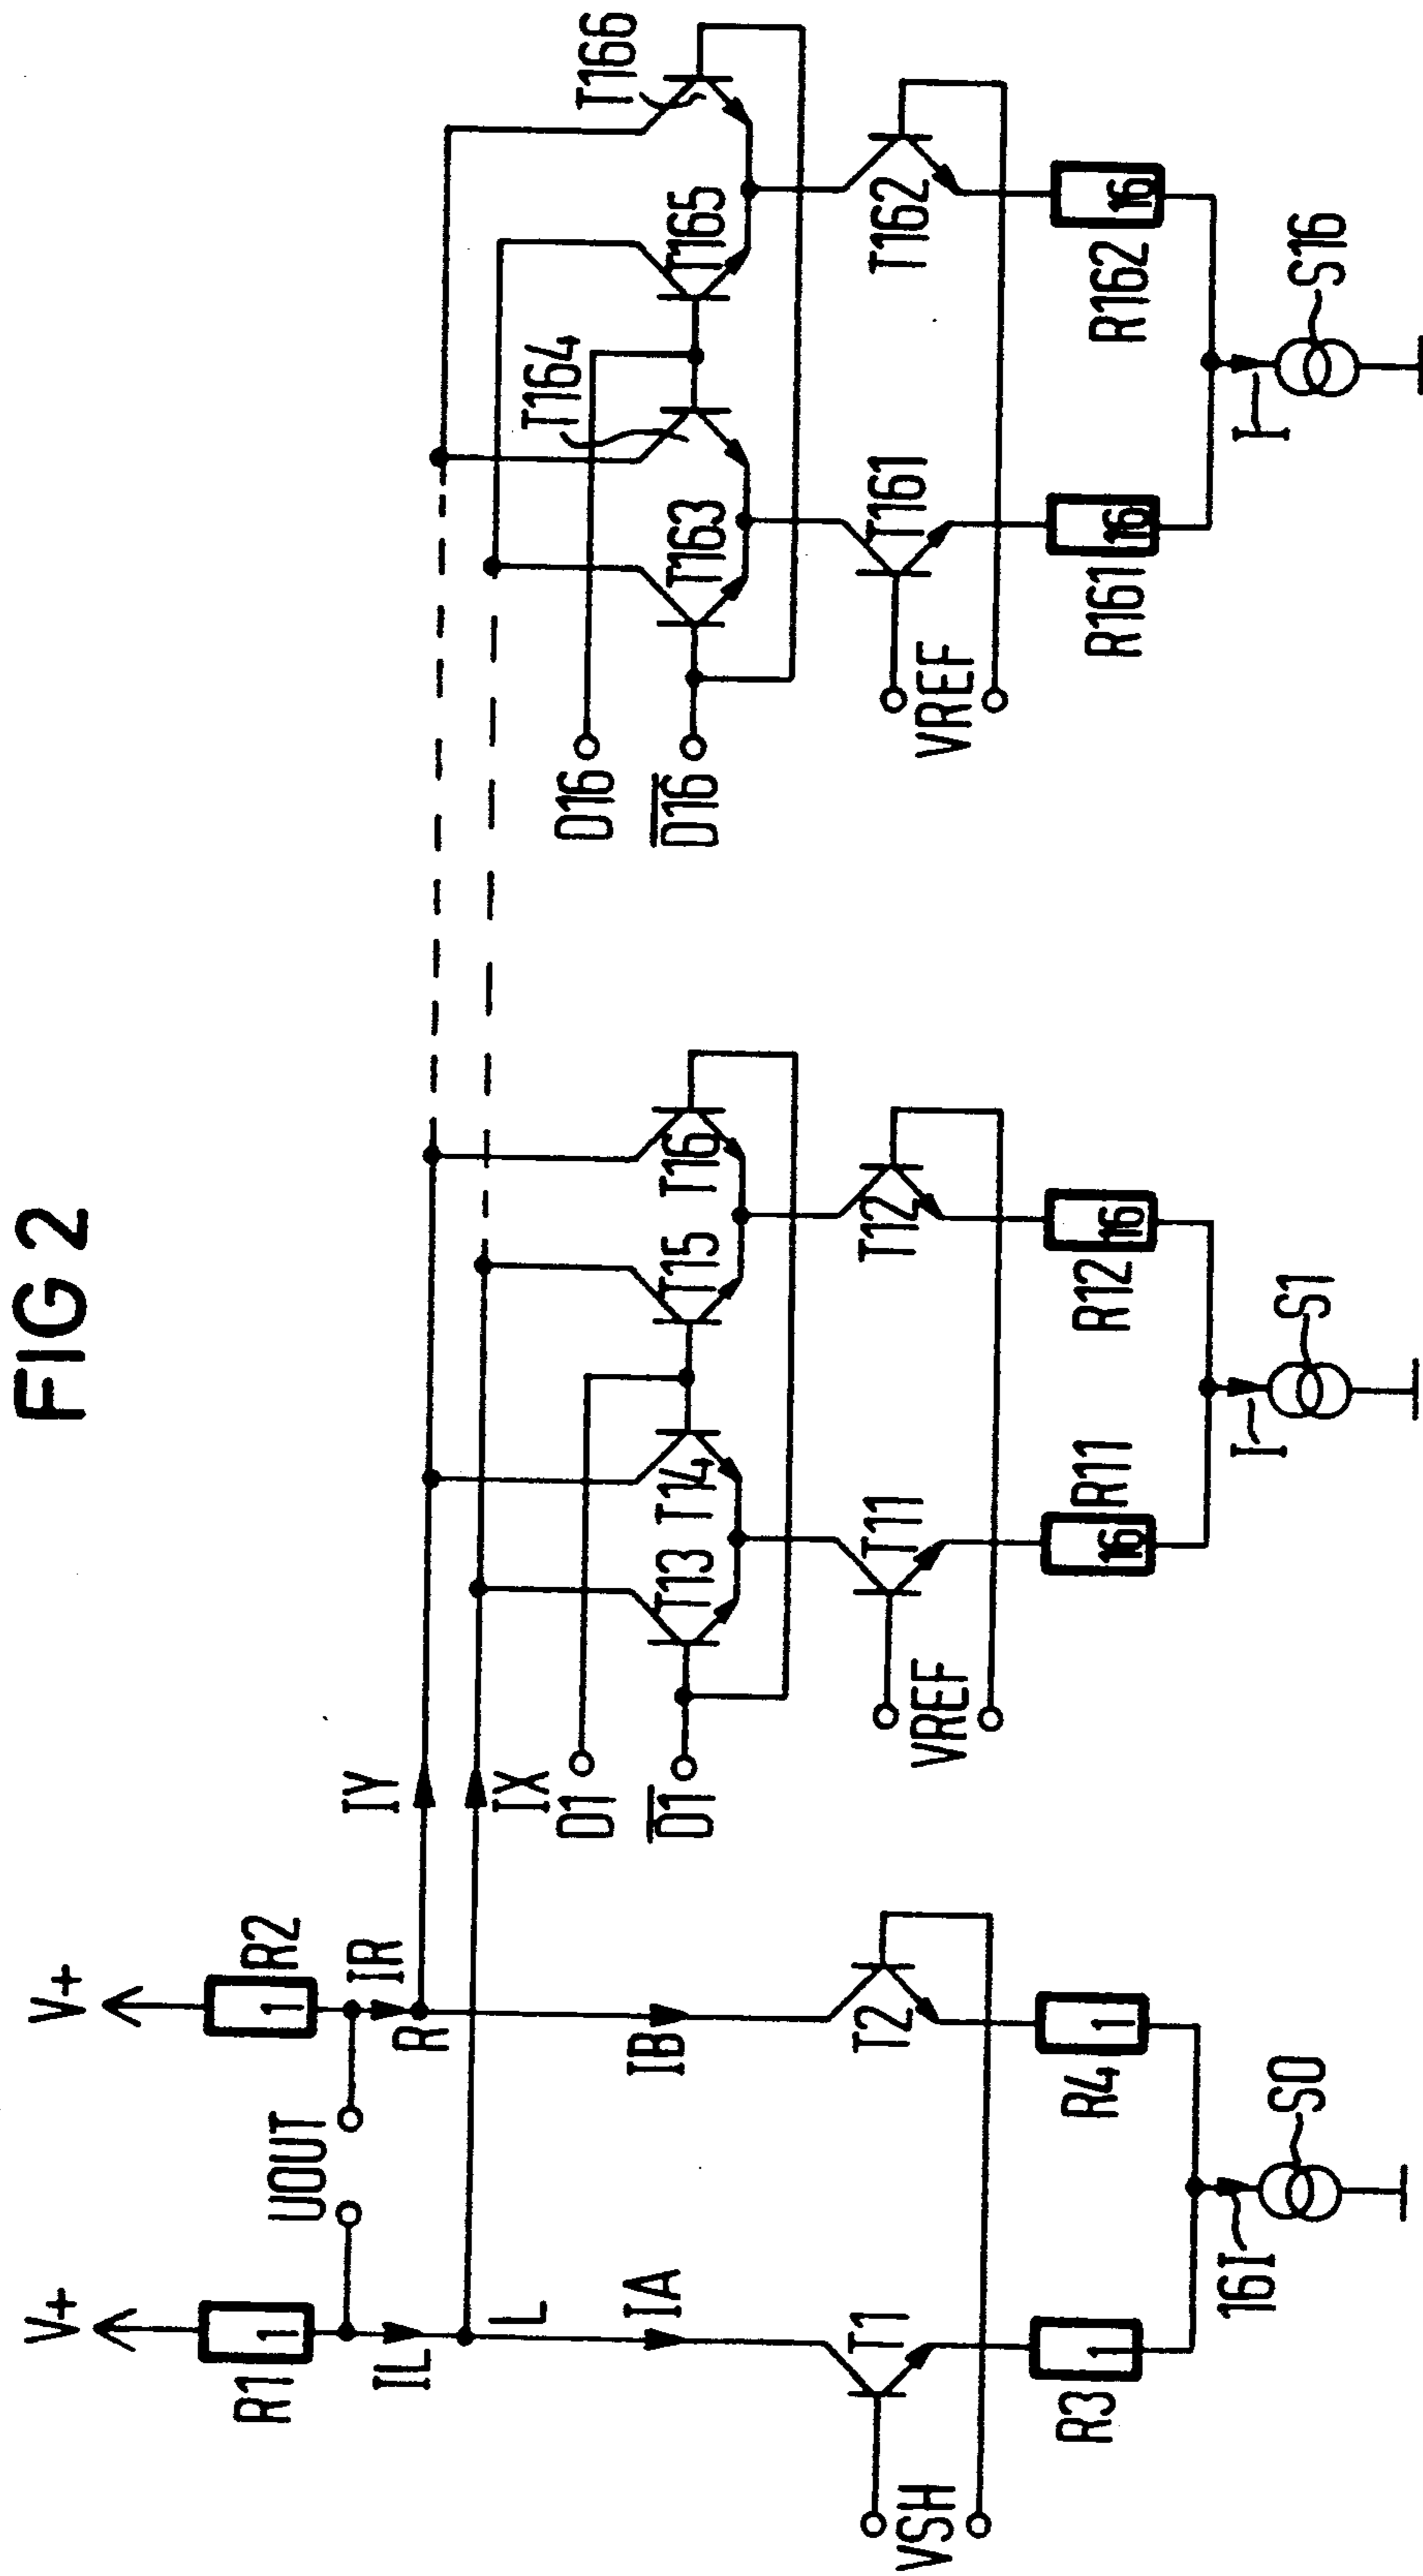 FIG 2
V+
V+
R1
1
R2
1
UOUT
IL
IR
R
L
IY
IX
IA
IB
T1
T2
VSH
R3
1
R4
1
16I
S0
D1
D1
T13
T14
T15
T16
T11
T12
VREF
R11
16
R12
16
I
S1
D16
D16
T163
T164
T165
T166
T161
T162
VREF
R161
16
R162
16
I
S16